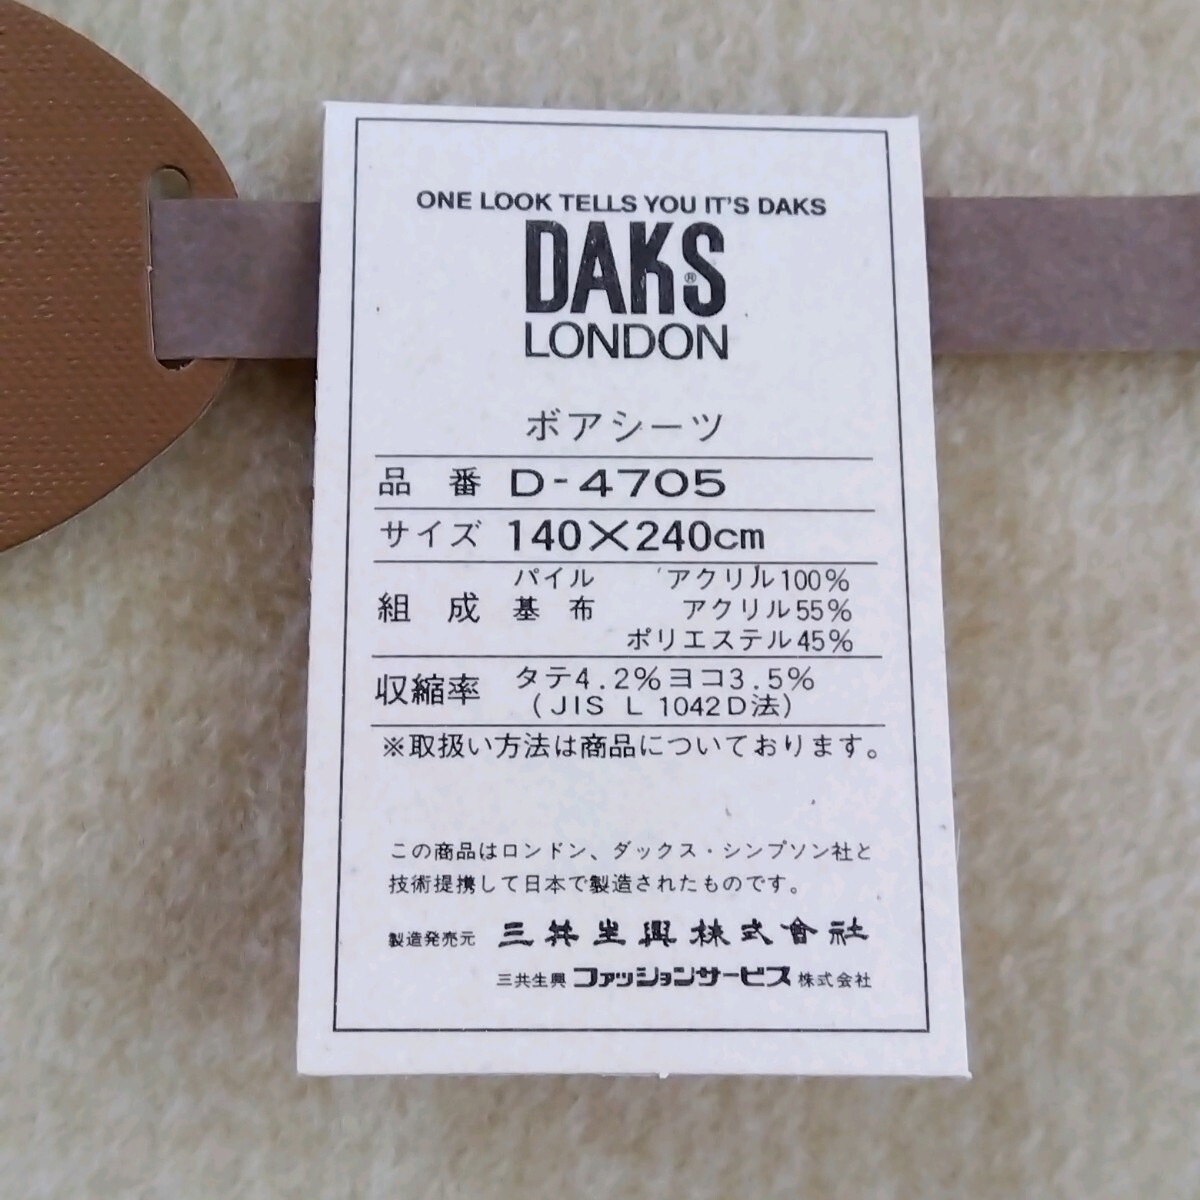 ONE LOOK TELLS YOU IT'S DAKS
DAKS®
LONDON
ボアシーツ
品 番 D-4705
サイズ 140×240cm
組 成 パイル アクリル100%
基 布 アクリル55%
ポリエステル45%
収縮率 タテ4.2%ヨコ3.5%
(JIS L 1042D法)
※取扱い方法は商品についております。
この商品はロンドン、ダックス・シンプソン社と
技術提携して日本で製造されたものです。
製造発売元 三共生興株式會社
三共生興 ファッションサービス 株式会社